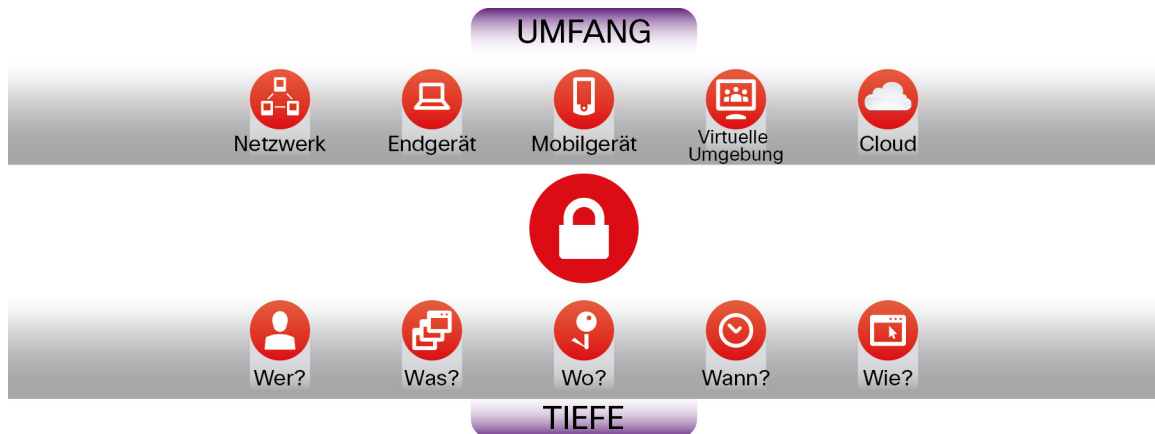 UMFANG
Netzwerk
Endgerät
Mobilgerät
Virtuelle
Umgebung
Cloud
Wer?
Was?
Wo?
Wann?
Wie?
TIEFE